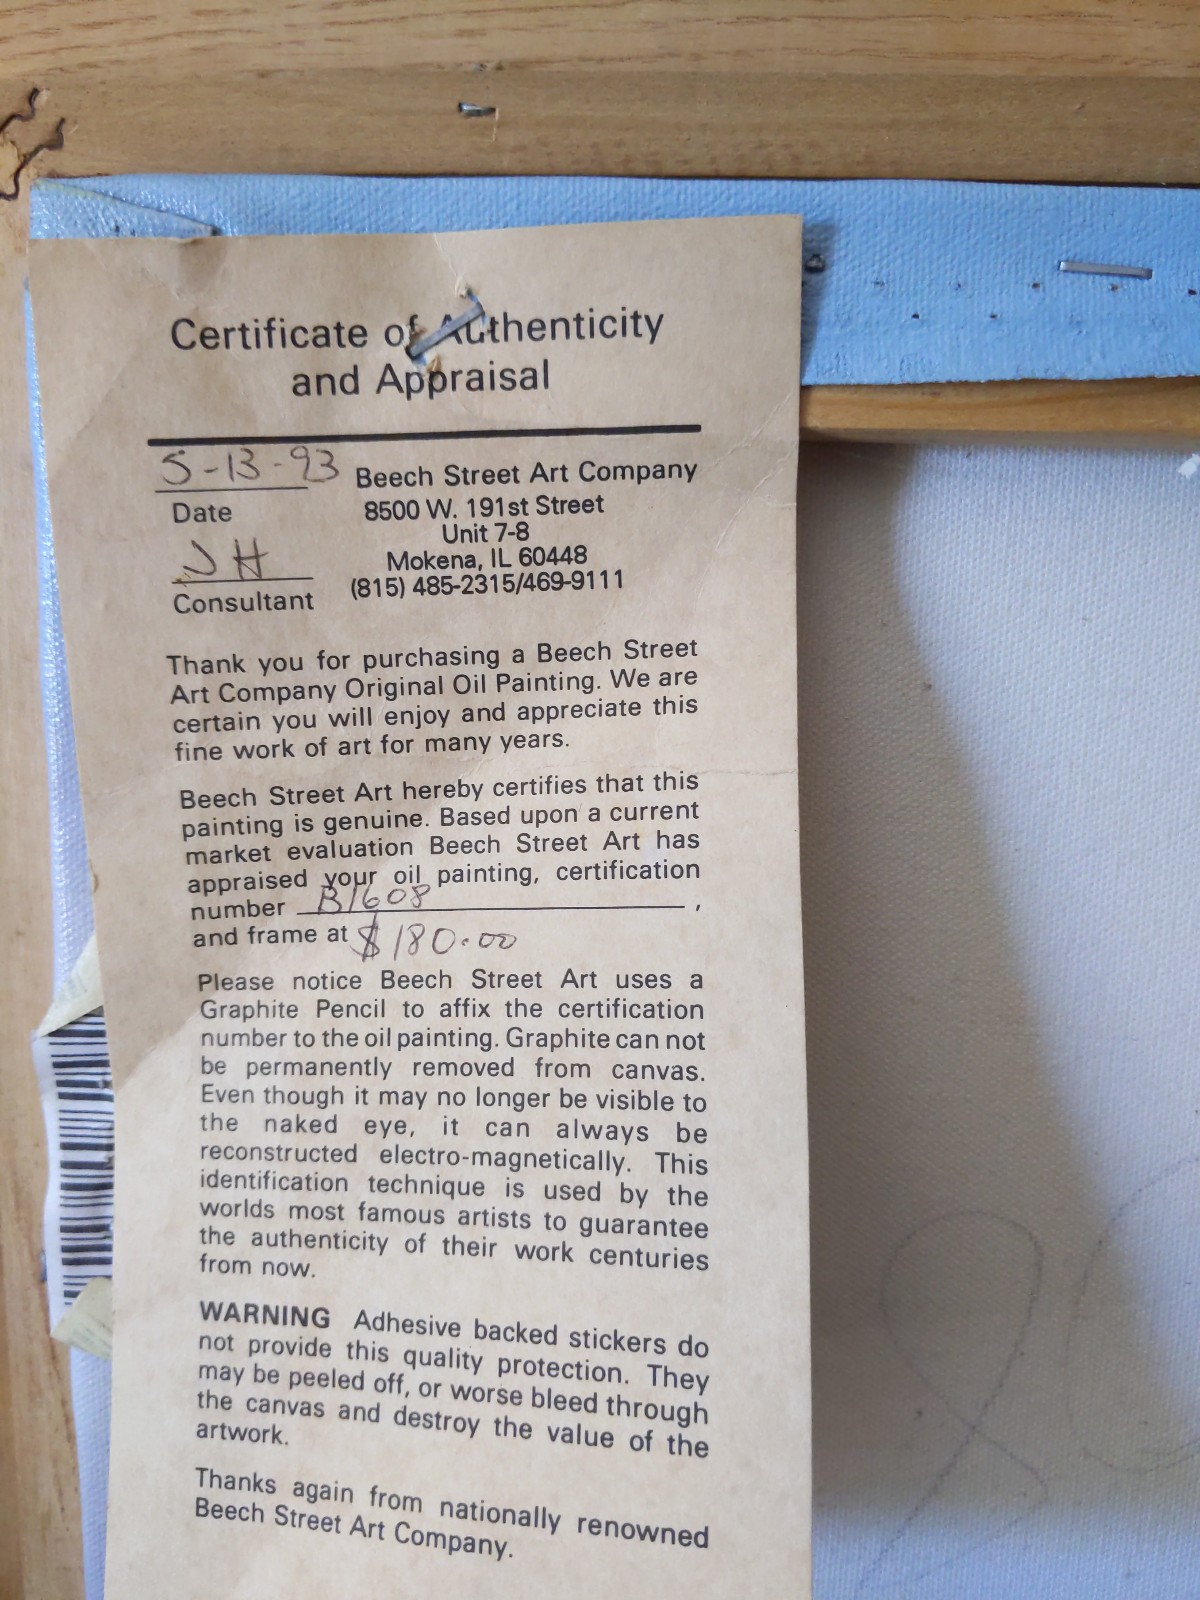 Certificate of Authenticity
and Appraisal
5-13-93
Date
JH
Consultant
Beech Street Art Company
8500 W. 191st Street
Unit 7-8
Mokena, IL 60448
(815) 485-2315/469-9111
Thank you for purchasing a Beech Street
Art Company Original Oil Painting. We are
certain you will enjoy and appreciate this
fine work of art for many years.
Beech Street Art hereby certifies that this
painting is genuine. Based upon a current
market evaluation Beech Street Art has
appraised your oil painting, certification
number B1608,
and frame at $180.00
Please notice Beech Street Art uses a
Graphite Pencil to affix the certification
number to the oil painting. Graphite can not
be permanently removed from canvas.
Even though it may no longer be visible to
the naked eye, it can always be
reconstructed electro-magnetically. This
identification technique is used by the
worlds most famous artists to guarantee
the authenticity of their work centuries
from now.
WARNING Adhesive backed stickers do
not provide this quality protection. They
may be peeled off, or worse bleed through
the canvas and destroy the value of the
artwork.
Thanks again from nationally renowned
Beech Street Art Company.